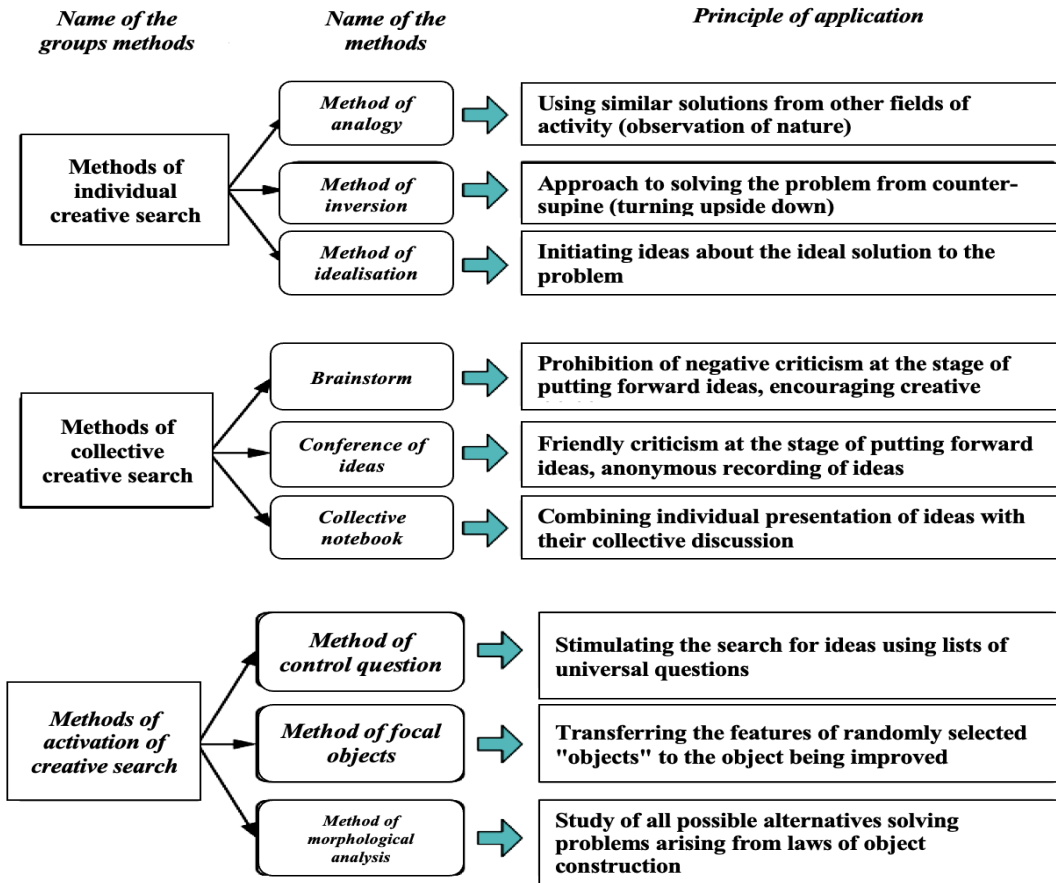 Name of the
groups methods
Name of the
methods
Principle of application
Methods of
individual
creative search
Method of
analogy
Using similar solutions from other fields of
activity (observation of nature)
Method of
inversion
Approach to solving the problem from counter-
supine (turning upside down)
Method of
idealisation
Initiating ideas about the ideal solution to the
problem
Methods of
collective
creative search
Brainstorm
Prohibition of negative criticism at the stage of
putting forward ideas, encouraging creative
Conference of
ideas
Friendly criticism at the stage of putting forward
ideas, anonymous recording of ideas
Collective
notebook
Combining individual presentation of ideas with
their collective discussion
Methods of
activation of
creative search
Method of
control question
Stimulating the search for ideas using lists of
universal questions
Method of focal
objects
Transferring the features of randomly selected
"objects" to the object being improved
Method of
morphological
analysis
Study of all possible alternatives solving
problems arising from laws of object
construction